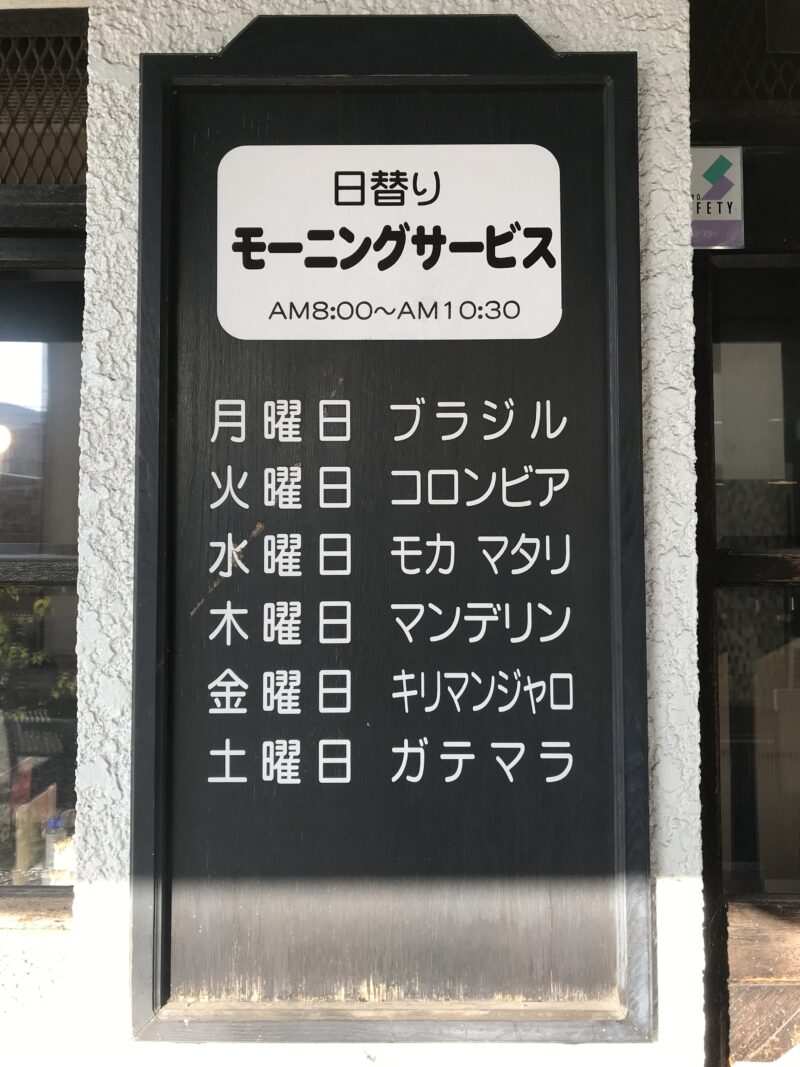 日替り
モーニングサービス
AM8:00〜AM10:30
月曜日 ブラジル
火曜日 コロンビア
水曜日 モカ マタリ
木曜日 マンデリン
金曜日 キリマンジャロ
土曜日 ガテマラ